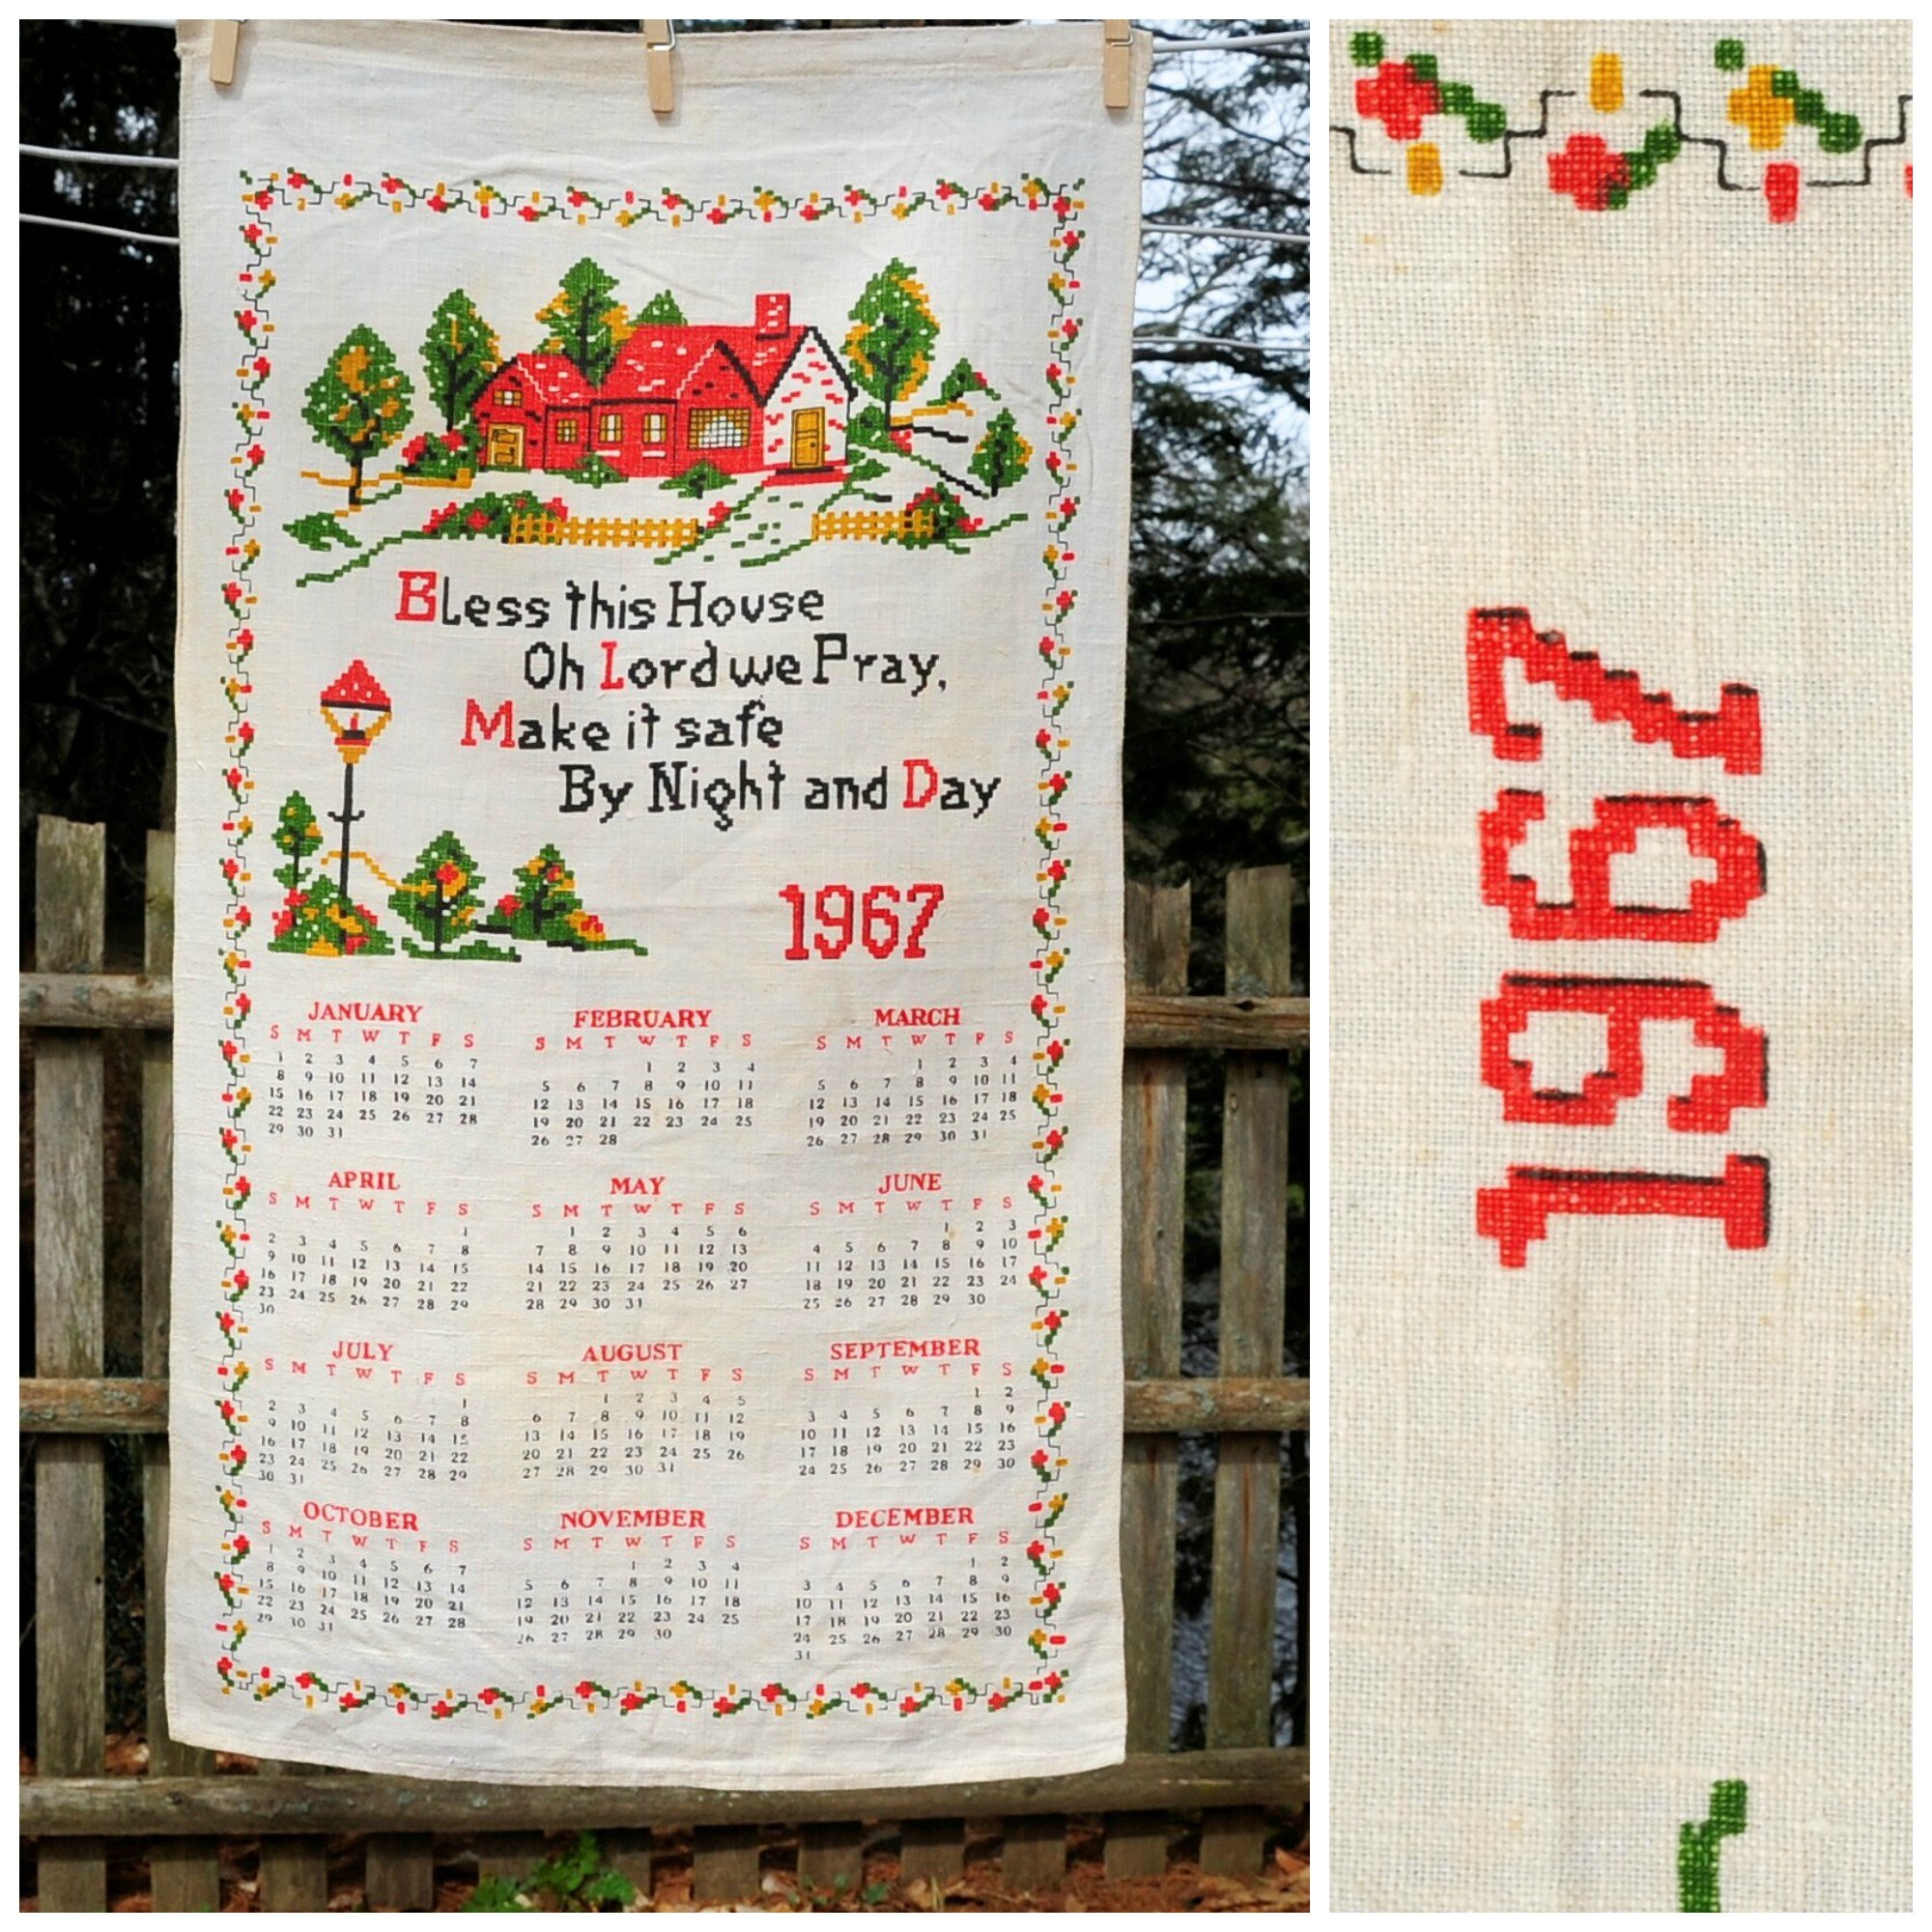 Bless this House
Oh Lord we Pray,
Make it safe
By Night and Day
1967
JANUARY
S M T W T F S
1 2 3 4 5 6 7
8 9 10 11 12 13 14
15 16 17 18 19 20 21
22 23 24 25 26 27 28
29 30 31
FEBRUARY
S M T W T F S
1 2 3 4
5 6 7 8 9 10 11
12 13 14 15 16 17 18
19 20 21 22 23 24 25
26 27 28
MARCH
S M T W T F S
1 2 3 4
5 6 7 8 9 10 11
12 13 14 15 16 17 18
19 20 21 22 23 24 25
26 27 28 29 30 31
APRIL
S M T W T F S
1
2 3 4 5 6 7 8
9 10 11 12 13 14 15
16 17 18 19 20 21 22
23 24 25 26 27 28 29
30
MAY
S M T W T F S
1 2 3 4 5 6
7 8 9 10 11 12 13
14 15 16 17 18 19 20
21 22 23 24 25 26 27
28 29 30 31
JUNE
S M T W T F S
1 2 3
4 5 6 7 8 9 10
11 12 13 14 15 16 17
18 19 20 21 22 23 24
25 26 27 28 29 30
JULY
S M T W T F S
1
2 3 4 5 6 7 8
9 10 11 12 13 14 15
16 17 18 19 20 21 22
23 24 25 26 27 28 29
30 31
AUGUST
S M T W T F S
1 2 3 4 5
6 7 8 9 10 11 12
13 14 15 16 17 18 19
20 21 22 23 24 25 26
27 28 29 30 31
SEPTEMBER
S M T W T F S
1 2
3 4 5 6 7 8 9
10 11 12 13 14 15 16
17 18 19 20 21 22 23
24 25 26 27 28 29 30
OCTOBER
S M T W T F S
1 2 3 4 5 6 7
8 9 10 11 12 13 14
15 16 17 18 19 20 21
22 23 24 25 26 27 28
29 30 31
NOVEMBER
S M T W T F S
1 2 3 4
5 6 7 8 9 10 11
12 13 14 15 16 17 18
19 20 21 22 23 24 25
26 27 28 29 30
DECEMBER
S M T W T F S
1 2
3 4 5 6 7 8 9
10 11 12 13 14 15 16
17 18 19 20 21 22 23
24 25 26 27 28 29 30
31
1967